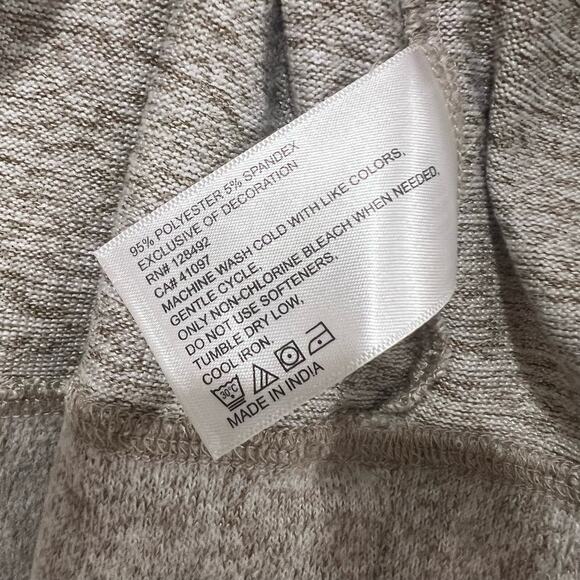 95% POLYESTER 5% SPANDEX
EXCLUSIVE OF DECORATION
RN# 128492
CA# 41097
MACHINE WASH COLD WITH LIKE COLORS,
GENTLE CYCLE.
ONLY NON-CHLORINE BLEACH WHEN NEEDED.
DO NOT USE SOFTENERS.
TUMBLE DRY LOW,
COOL IRON.
30°C
MADE IN INDIA